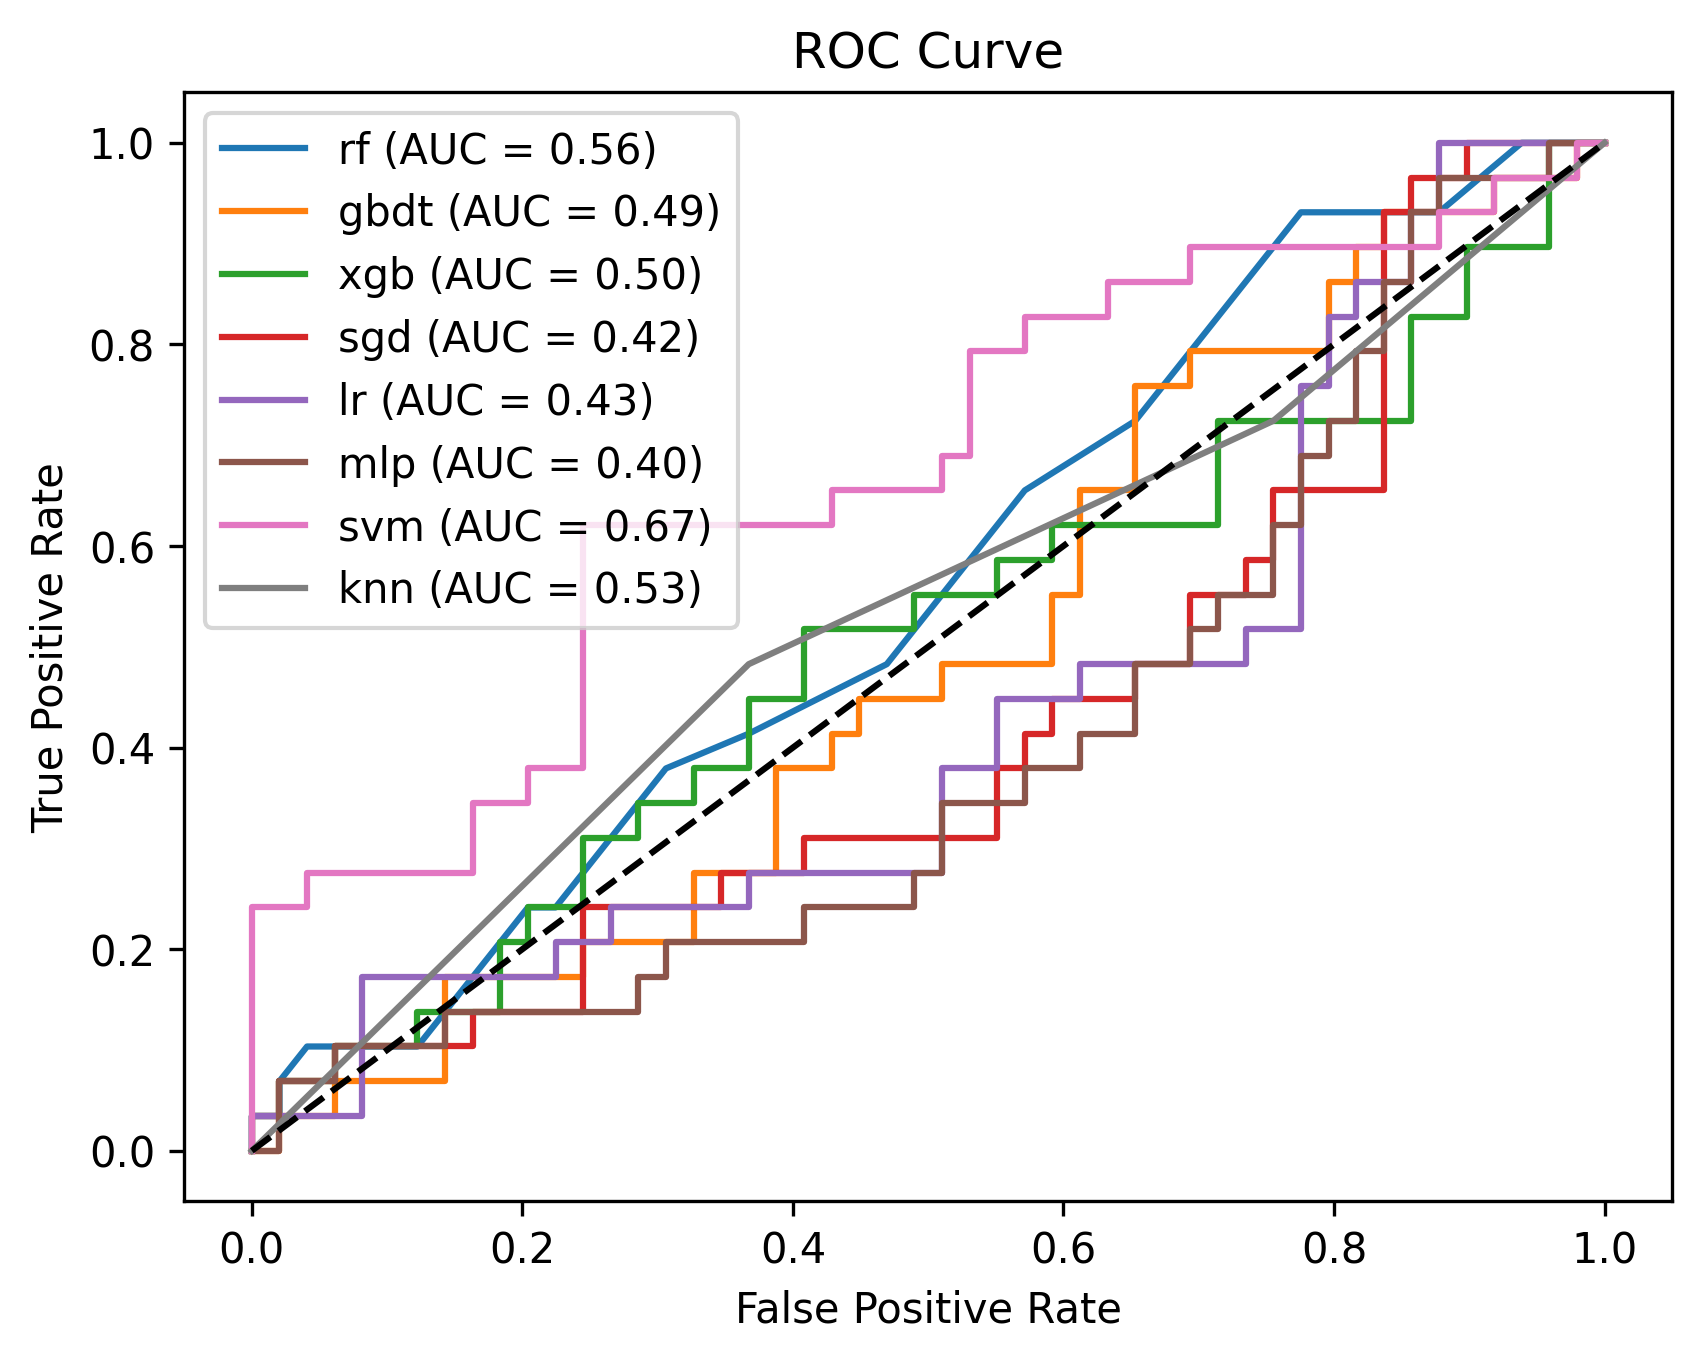 ROC Curve
rf (AUC = 0.56)
gbdt (AUC = 0.49)
xgb (AUC = 0.50)
sgd (AUC = 0.42)
lr (AUC = 0.43)
mlp (AUC = 0.40)
svm (AUC = 0.67)
knn (AUC = 0.53)
True Positive Rate
1.0
0.8
0.6
0.4
0.2
0.0
0.0 0.2 0.4 0.6 0.8 1.0
False Positive Rate